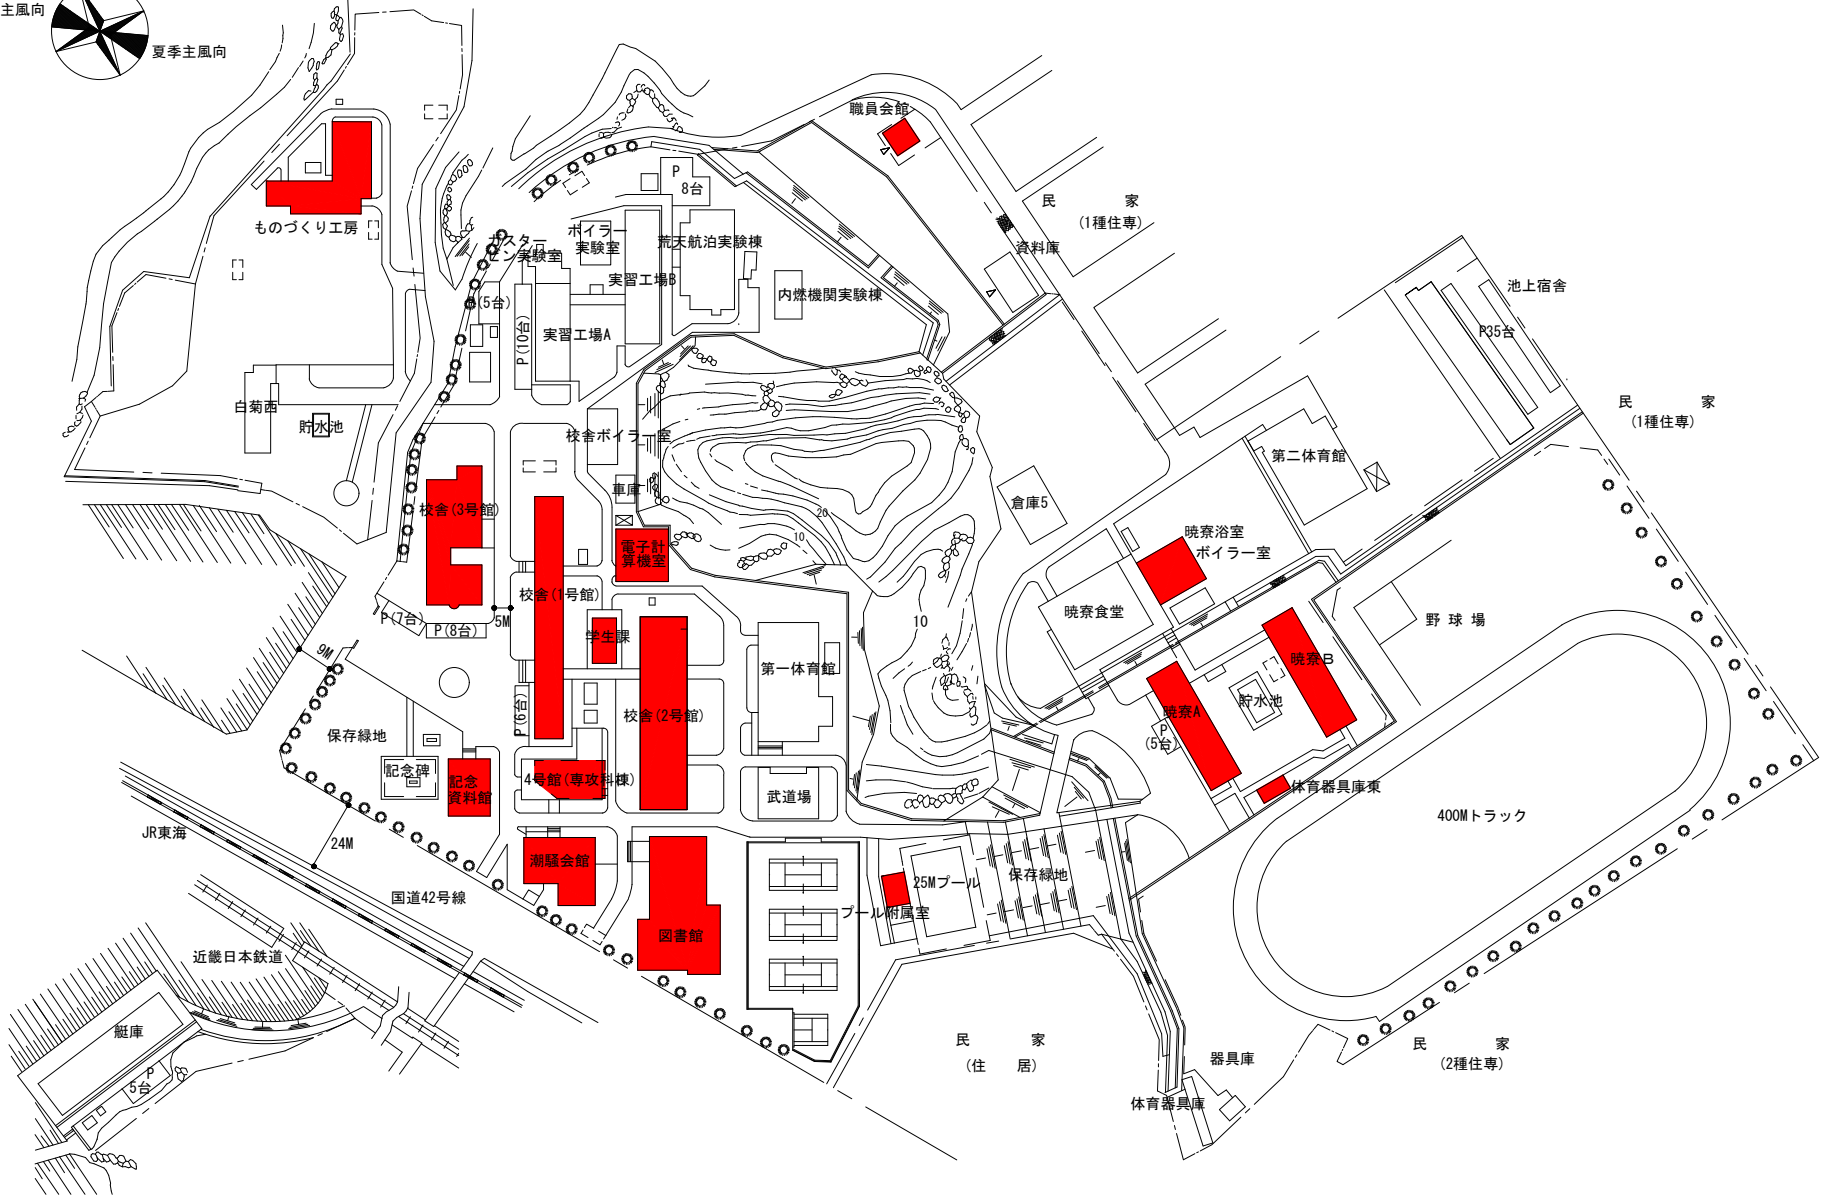 主風向
夏季主風向
ものづくり工房
職員会館
民　家
(1種住専)
資料庫
P
8台
ボイラー
実験室
荒天航泊実験棟
ガスター
ビン実験室
実習工場B
内燃機関実験棟
(5台)
P(10台)
実習工場A
池上宿舎
P35台
民　家
(1種住専)
白菊西
貯水池
校舎ボイラー室
車庫
第二体育館
倉庫5
校舎(3号館)
20
10
電子計
算機室
暁寮浴室
ボイラー室
校舎(1号館)
暁寮食堂
野球場
P(7台)
P(8台)
5M
学生課
10
9M
第一体育館
暁寮B
暁寮A
貯水池
P
(5台)
P(6台)
校舎(2号館)
保存緑地
記念碑
記念
資料館
4号館(専攻科棟)
武道場
体育器具庫東
400Mトラック
JR東海
24M
潮騒会館
国道42号線
25Mプール
保存緑地
プール附属室
図書館
近畿日本鉄道
艇庫
P
5台
民　家
(住　居)
器具庫
体育器具庫
民　家
(2種住専)